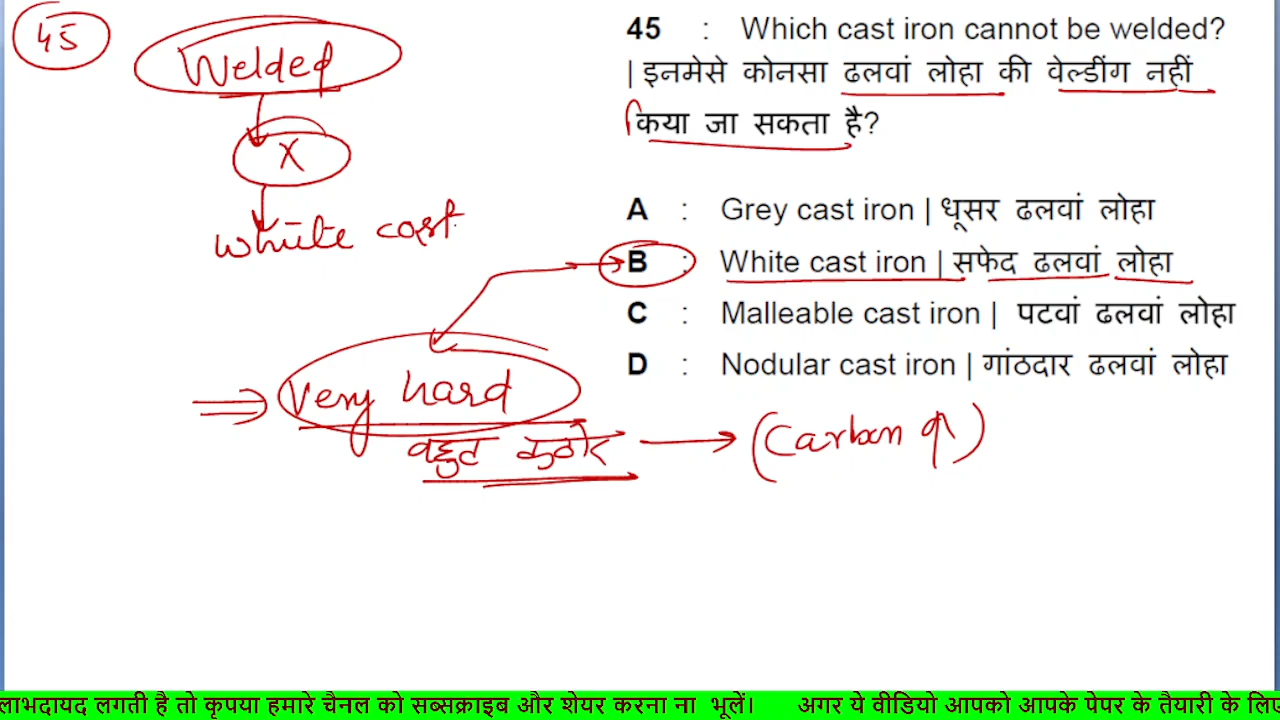 45
Welded
X
white cast
Very hard
बहुत कठोर
(Carbon
45 : Which cast iron cannot be welded?
| इनमेसे कोनसा ढलवां लोहा की वेल्डींग नहीं
किया जा सकता है?
A : Grey cast iron | धूसर ढलवां लोहा
B : White cast iron | सफेद ढलवां लोहा
C : Malleable cast iron | पटवां ढलवां लोहा
D : Nodular cast iron | गांठदार ढलवां लोहा
लाभदायद लगती है तो कृपया हमारे चैनल को सब्सक्राइब और शेयर करना ना भूलें। अगर ये वीडियो आपको आपके पेपर के तैयारी के लिए